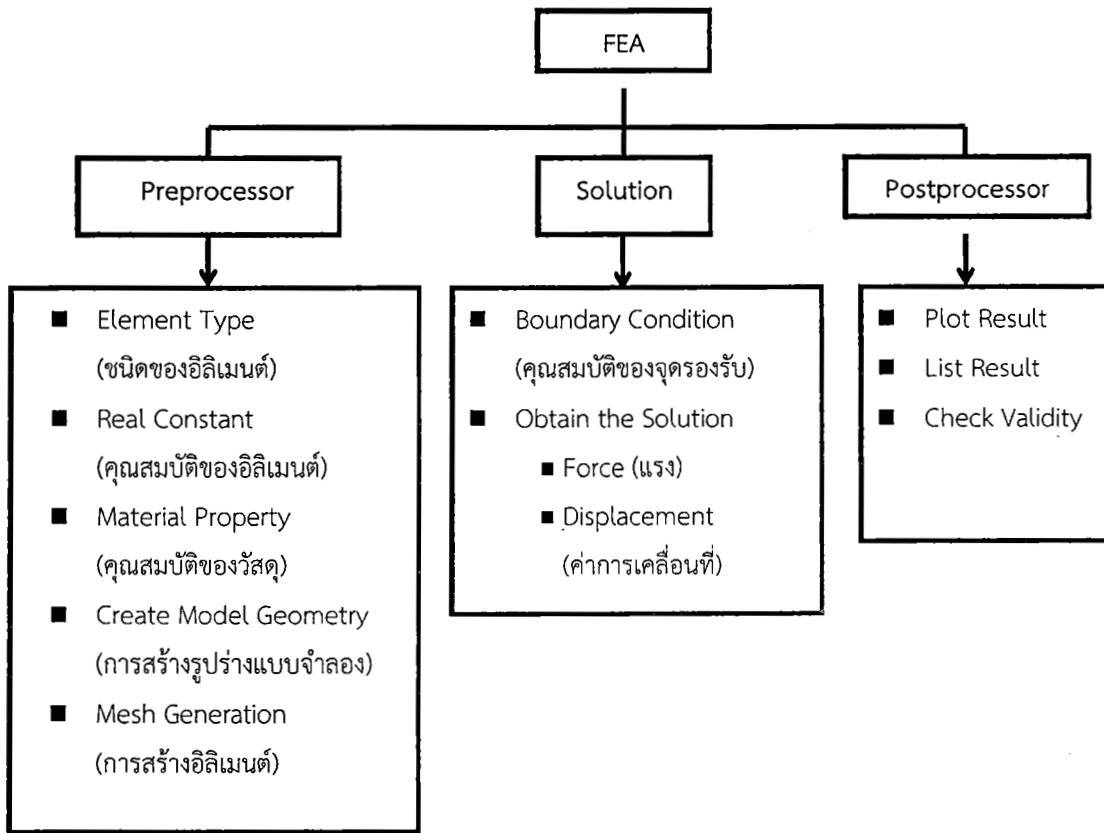 FEA
Preprocessor
Solution
Postprocessor
■ Element Type
(ชนิดของอิลิเมนต์)
■ Real Constant
(คุณสมบัติของอิลิเมนต์)
■ Material Property
(คุณสมบัติของวัสดุ)
■ Create Model Geometry
(การสร้างรูปร่างแบบจำลอง)
■ Mesh Generation
(การสร้างอิลิเมนต์)
■ Boundary Condition
(คุณสมบัติของจุดรองรับ)
■ Obtain the Solution
■ Force (แรง)
■ Displacement
(ค่าการเคลื่อนที่)
■ Plot Result
■ List Result
■ Check Validity